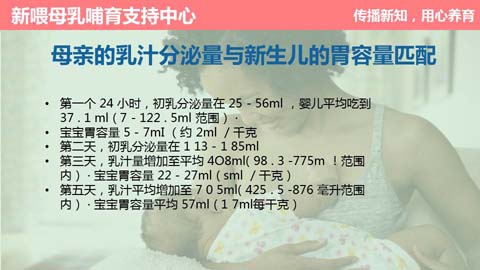 新喂母乳哺育支持中心
传播新知，用心养育
母亲的乳汁分泌量与新生儿的胃容量匹配
• 第一个 24 小时，初乳分泌量在 25 - 56ml ，婴儿平均吃到
37 . 1 ml ( 7 - 122 . 5ml 范围 ) ·
• 宝宝胃容量 5 - 7ml （ 约 2ml ／千克
• 第二天，初乳分泌量在 1 13 - 1 85ml
• 第三天，乳汁量增加至平均 4O8ml( 98 . 3 -775m ！范围
内 ) · 宝宝胃容量 22 - 27ml ( sml ／千克 )
• 第五天，乳汁平均增加至 7 0 5ml( 425 . 5 -876 毫升范围
内 ) · 宝宝胃容量平均 57ml ( 1 7ml每千克 )